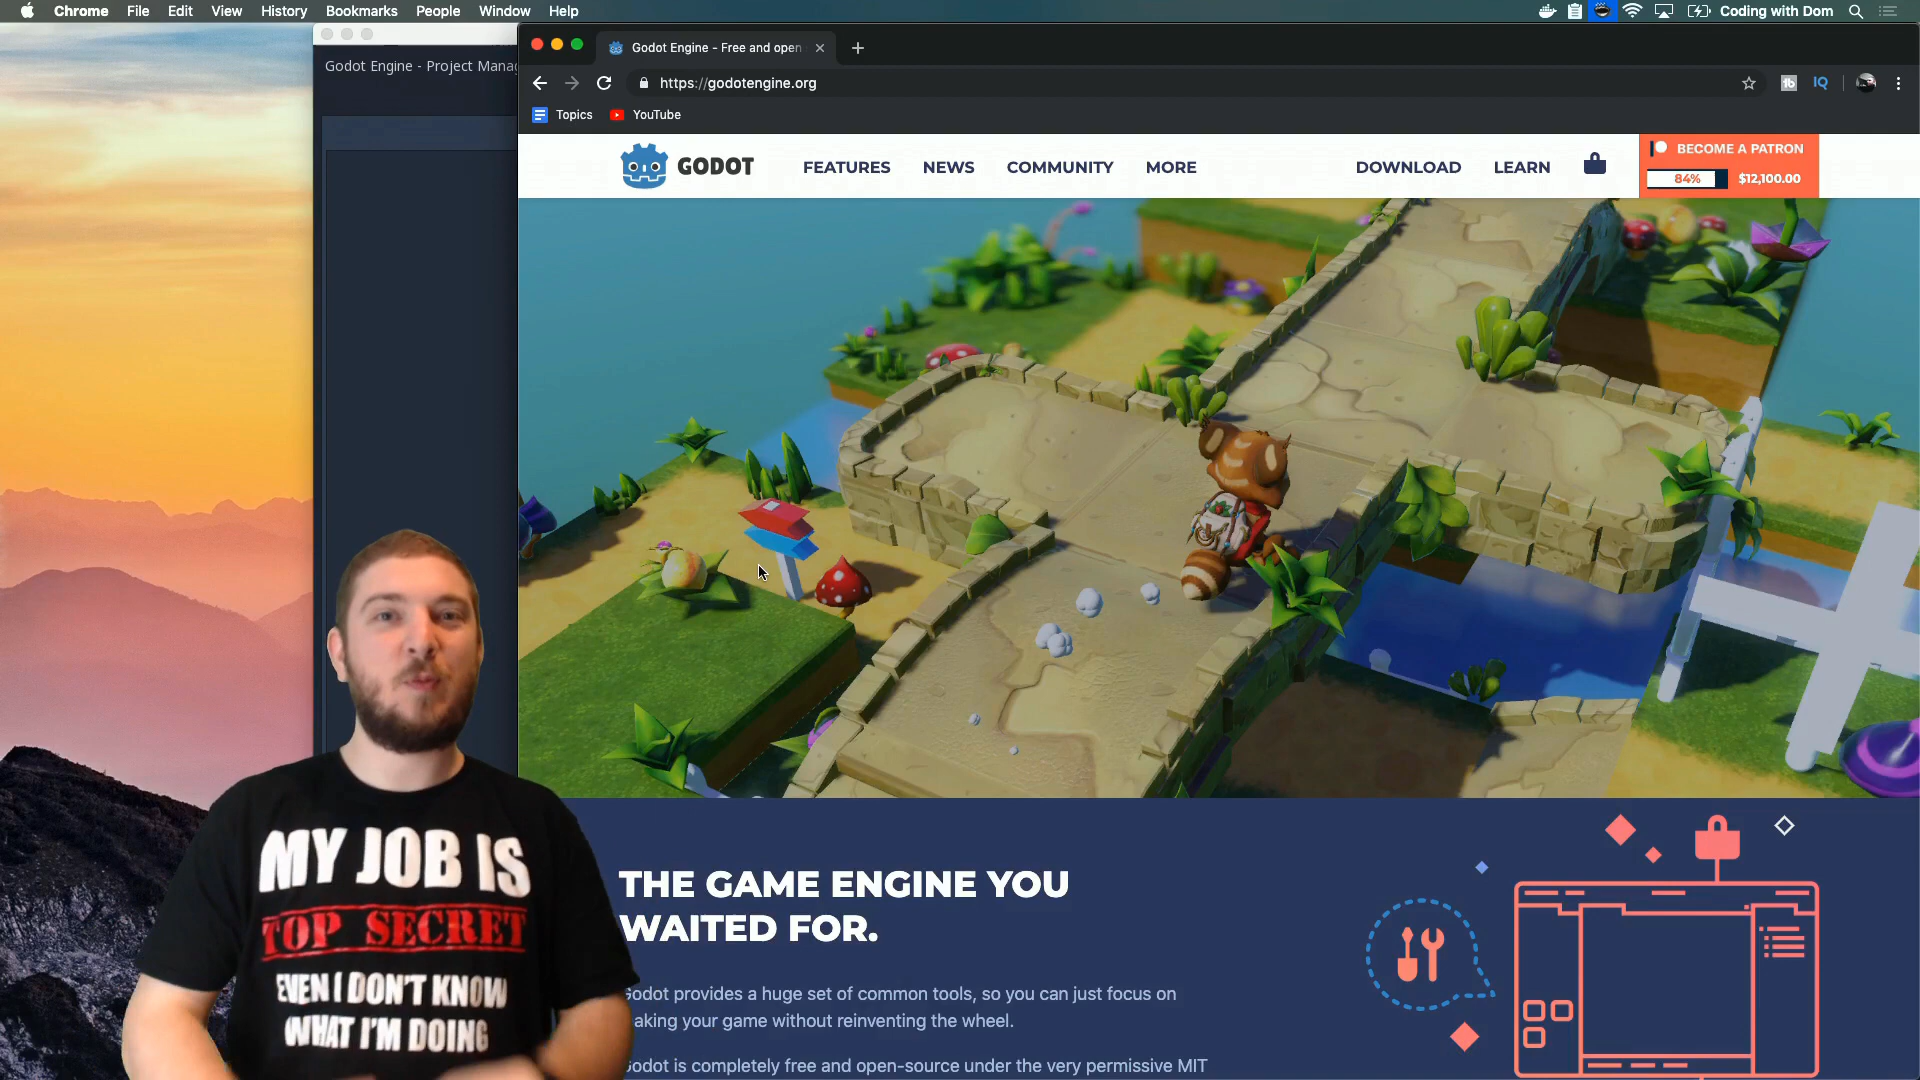 Chrome File Edit View History Bookmarks People Window Help
Coding with Dom
Godot Engine - Project Manag
Godot Engine - Free and open
https://godotengine.org
IQ
Topics YouTube
GODOT
FEATURES NEWS COMMUNITY MORE
DOWNLOAD LEARN
BECOME A PATRON
84% $12,100.00
THE GAME ENGINE YOU
WAITED FOR.
Godot provides a huge set of common tools, so you can just focus on
aking your game without reinventing the wheel.
Godot is completely free and open-source under the very permissive MIT
MY JOB IS
TOP SECRET
EVEN I DON'T KNOW
WHAT I'M DOING